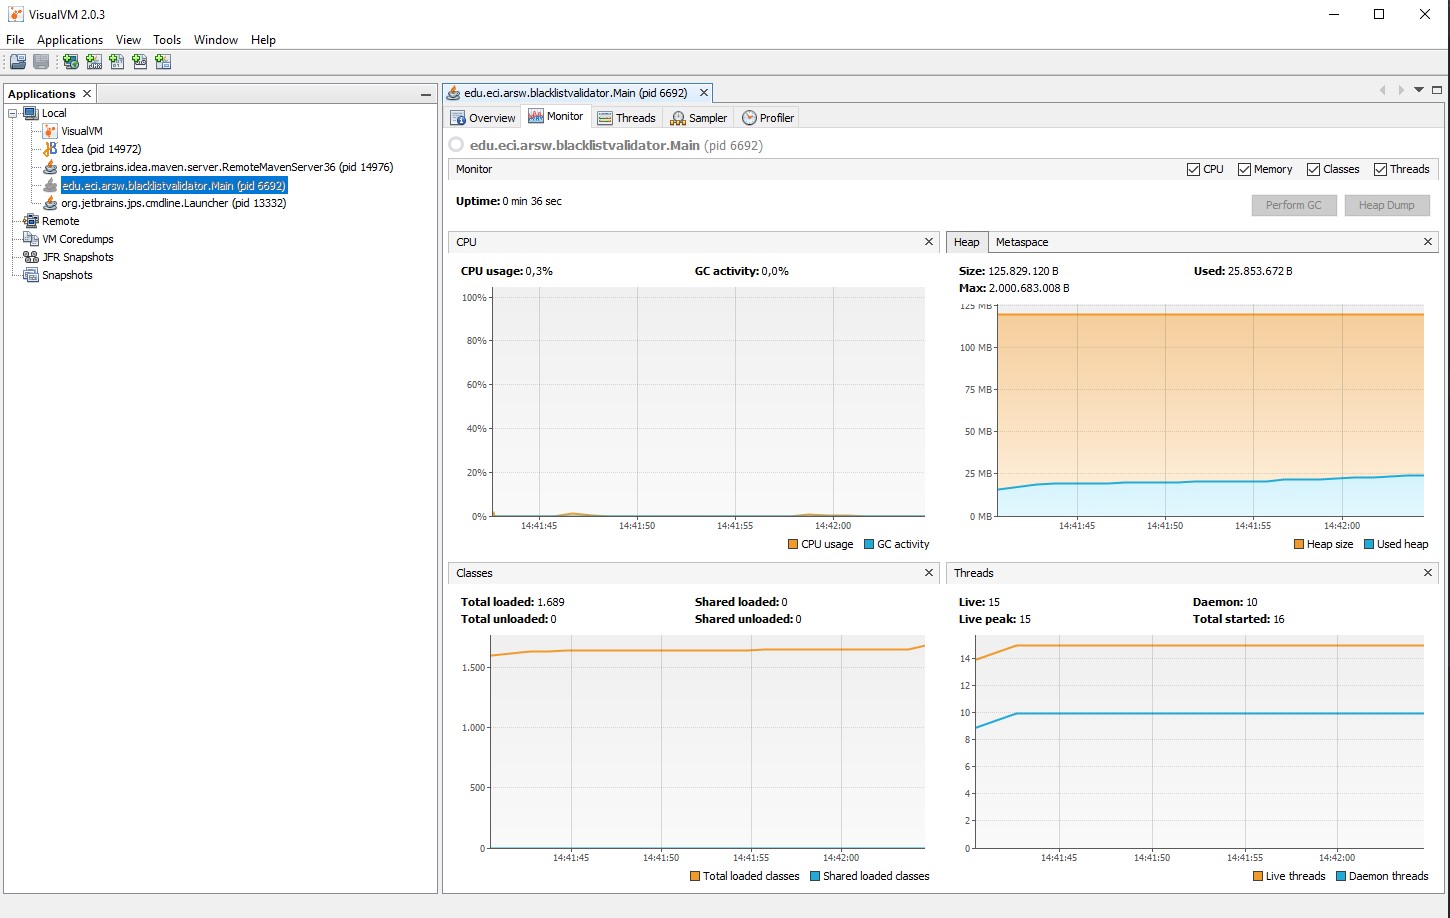 VisualVM 2.0.3
File Applications View Tools Window Help
Applications
Local
VisualVM
Idea (pid 14972)
org.jetbrains.idea.maven.server.RemoteMavenServer36 (pid 14976)
edu.eci.arsw.blacklistvalidator.Main (pid 6692)
org.jetbrains.jps.cmdline.Launcher (pid 13332)
Remote
VM Coredumps
JFR Snapshots
Snapshots
edu.eci.arsw.blacklistvalidator.Main (pid 6692)
Overview Monitor Threads Sampler Profiler
edu.eci.arsw.blacklistvalidator.Main (pid 6692)
Monitor CPU Memory Classes Threads
Uptime: 0 min 36 sec Perform GC Heap Dump
CPU
CPU usage: 0,3% GC activity: 0,0%
100%
80%
60%
40%
20%
0%
14:41:45 14:41:50 14:41:55 14:42:00
CPU usage GC activity
Heap Metaspace
Size: 125.829.120 B Used: 25.853.672 B
Max: 2.000.683.008 B
125 MB
100 MB
75 MB
50 MB
25 MB
0 MB
14:41:45 14:41:50 14:41:55 14:42:00
Heap size Used heap
Classes
Total loaded: 1.689 Shared loaded: 0
Total unloaded: 0 Shared unloaded: 0
1.500
1.000
500
0
14:41:45 14:41:50 14:41:55 14:42:00
Total loaded classes Shared loaded classes
Threads
Live: 15 Daemon: 10
Live peak: 15 Total started: 16
14
12
10
8
6
4
2
0
14:41:45 14:41:50 14:41:55 14:42:00
Live threads Daemon threads